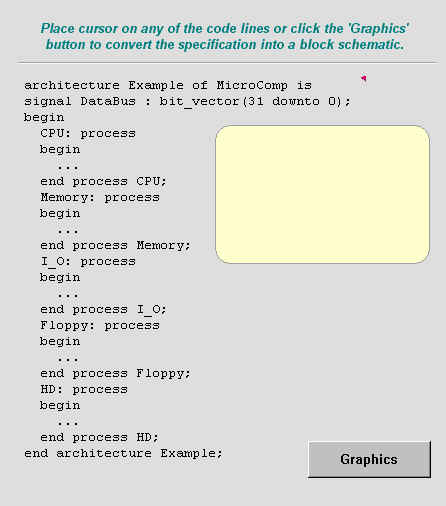 Place cursor on any of the code lines or click the 'Graphics'
button to convert the specification into a block schematic.
architecture Example of MicroComp is
signal DataBus : bit_vector(31 downto 0);
begin
  CPU: process
  begin
    ...
  end process CPU;
  Memory: process
  begin
    ...
  end process Memory;
  I_O: process
  begin
    ...
  end process I_O;
  Floppy: process
  begin
    ...
  end process Floppy;
  HD: process
  begin
    ...
  end process HD;
end architecture Example;
Graphics